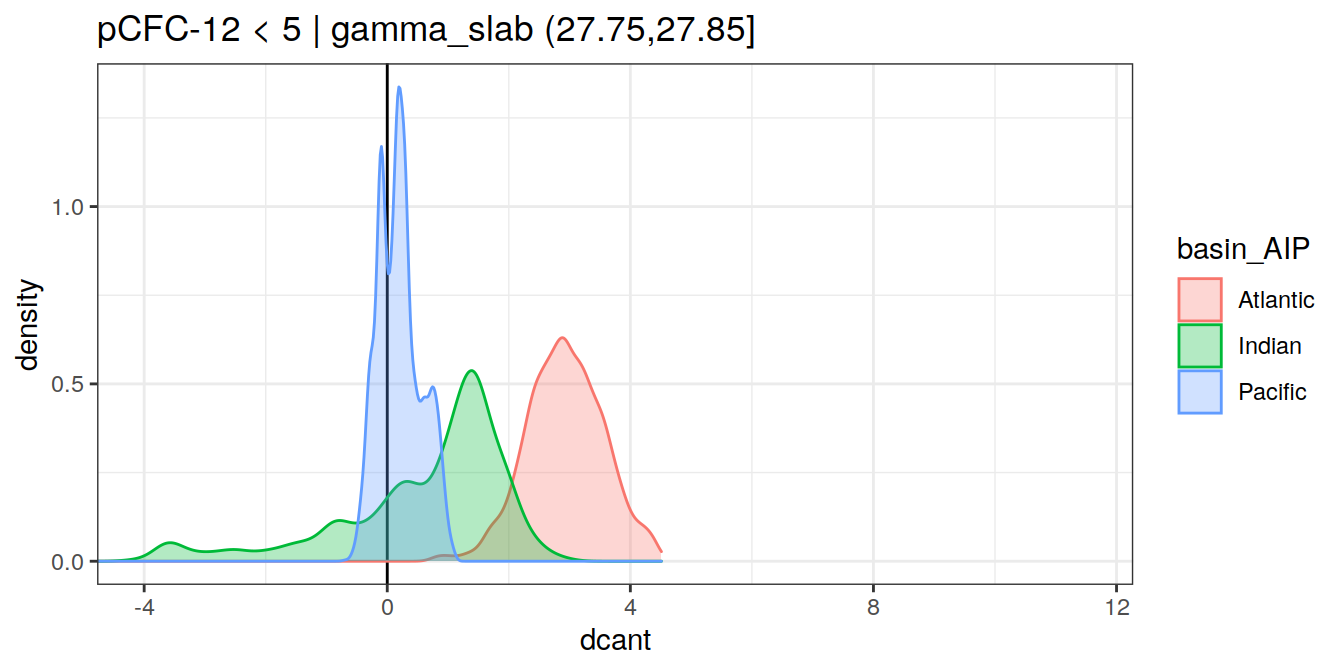 pCFC-12 < 5 | gamma_slab (27.75,27.85]
density
1.0
0.5
0.0
-4
0
4
8
12
dcant
basin_AIP
Atlantic
Indian
Pacific